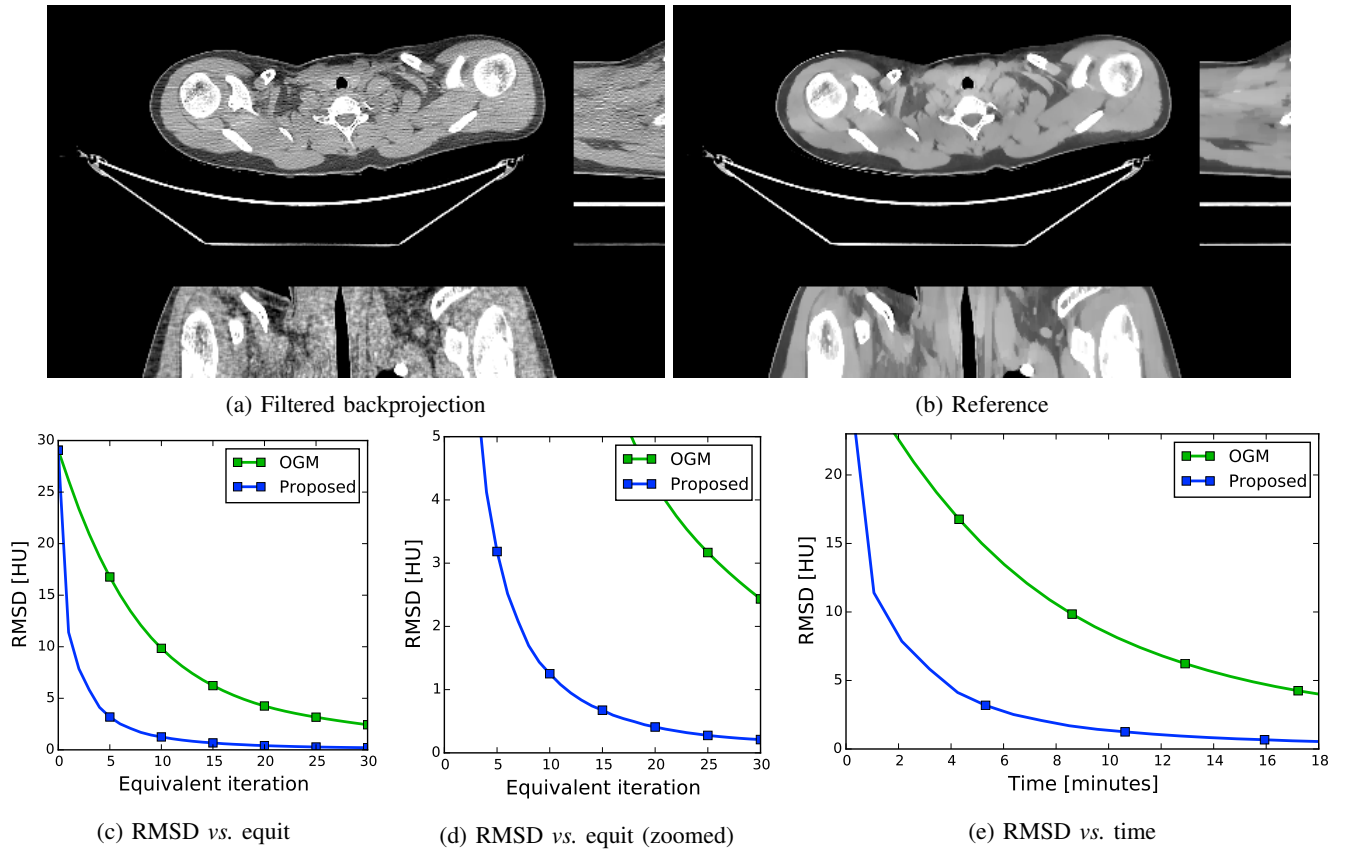 (a) Filtered backprojection
(b) Reference
30
25
20
15
10
5
0
RMSD [HU]
OGM
Proposed
0 5 10 15 20 25 30
Equivalent iteration
(c) RMSD vs. equit
5
4
3
2
1
0
RMSD [HU]
OGM
Proposed
0 5 10 15 20 25 30
Equivalent iteration
(d) RMSD vs. equit (zoomed)
20
15
10
5
0
RMSD [HU]
OGM
Proposed
0 2 4 6 8 10 12 14 16 18
Time [minutes]
(e) RMSD vs. time